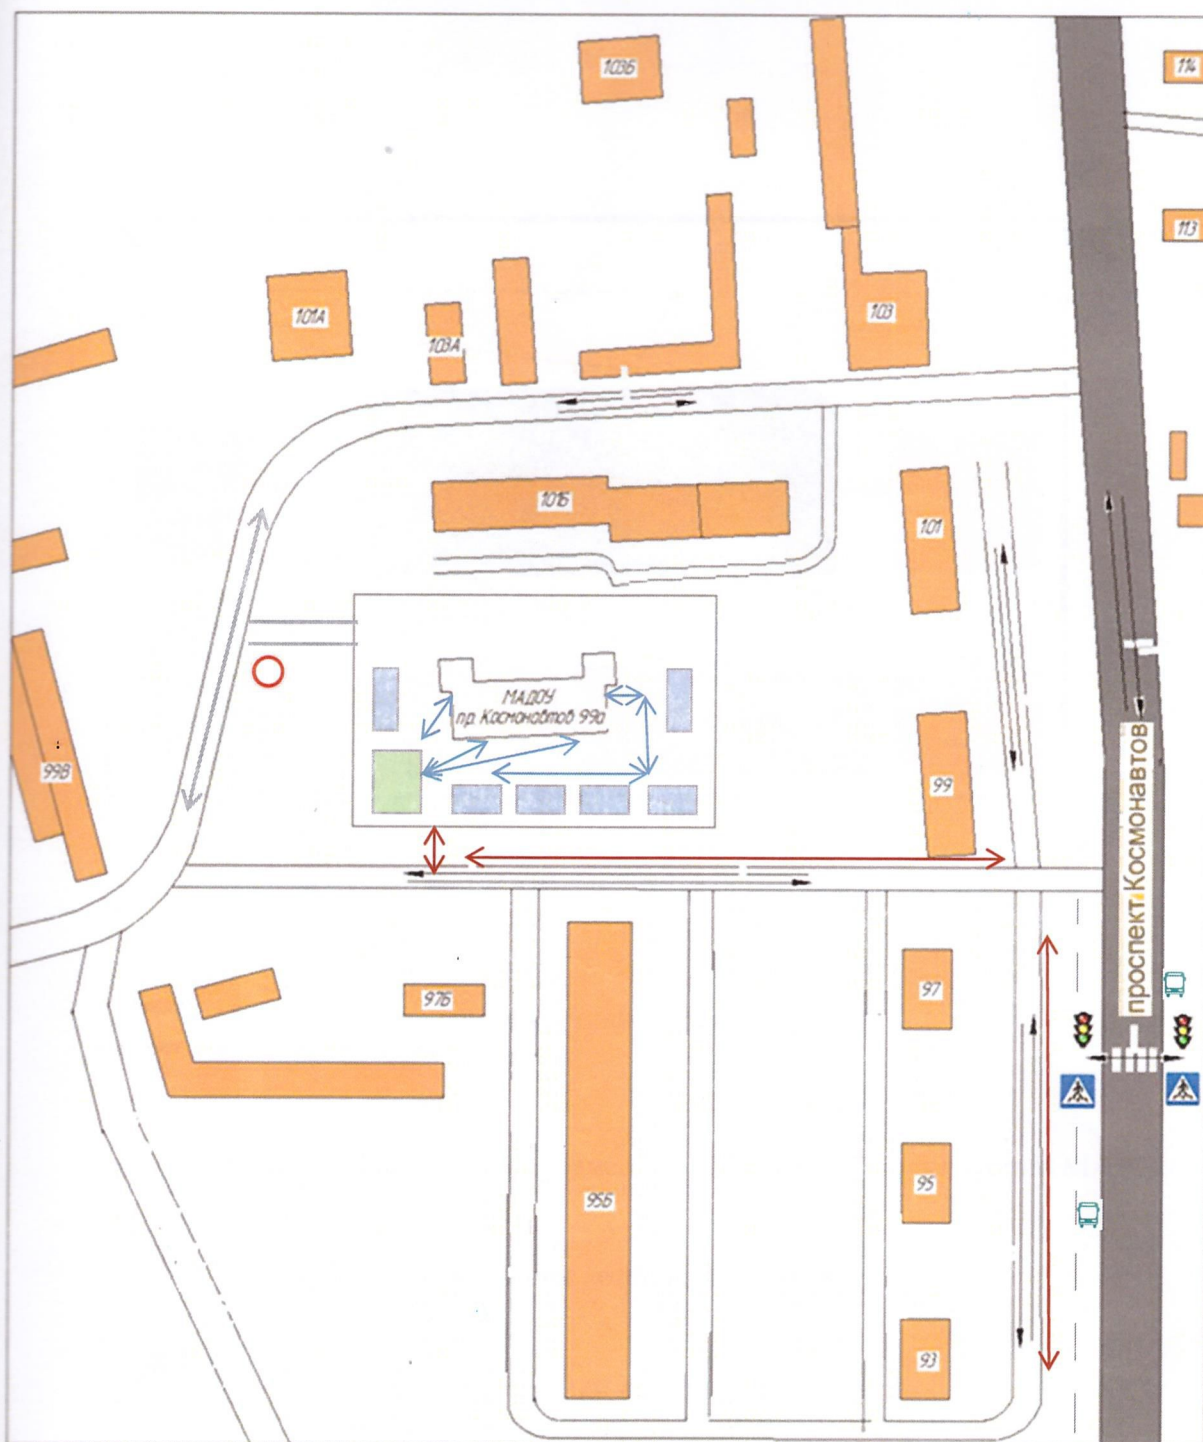 103Б
114
113
101А
103А
103
101Б
101
МАДОУ
пр. Космонавтов 99а
99В
99
проспект Космонавтов
97Б
97
95Б
95
93